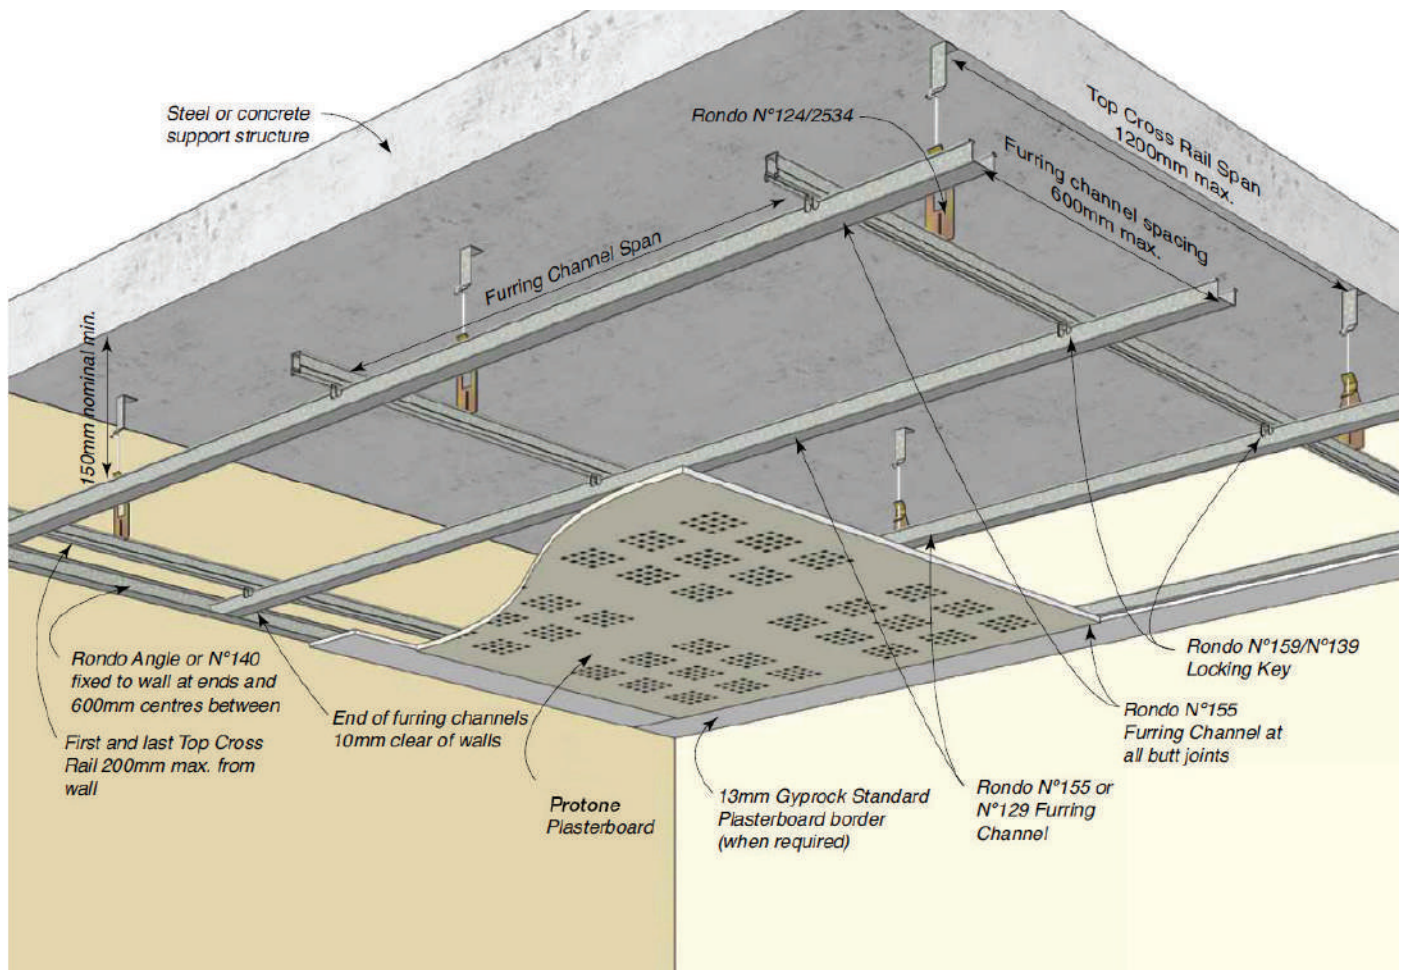 Steel or concrete
support structure
Rondo N°124/2534
Top Cross Rail Span
1200mm max.
Furring channel spacing
600mm max.
Furring Channel Span
150mm nominal min.
Rondo Angle or N°140
fixed to wall at ends and
600mm centres between
First and last Top Cross
Rail 200mm max. from
wall
End of furring channels
10mm clear of walls
Protone
Plasterboard
13mm Gyprock Standard
Plasterboard border
(when required)
Rondo N°155 or
N°129 Furring
Channel
Rondo N°155
Furring Channel at
all butt joints
Rondo N°159/N°139
Locking Key